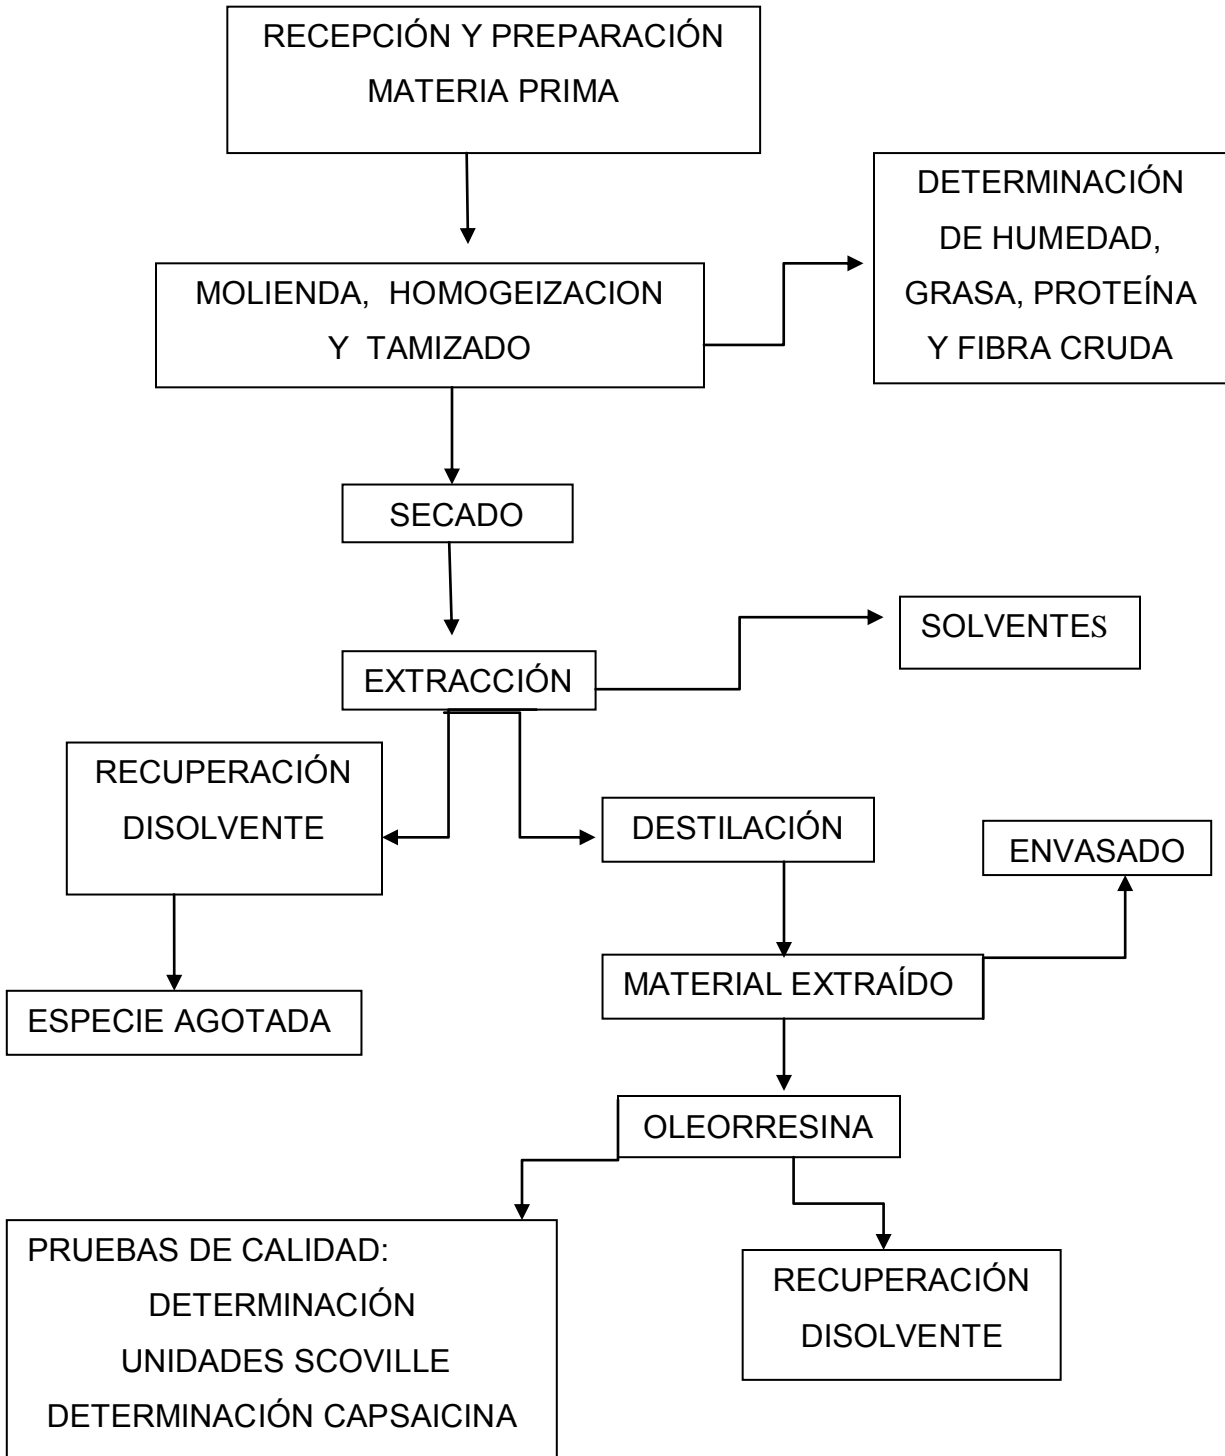 RECEPCIÓN Y PREPARACIÓN
MATERIA PRIMA
DETERMINACIÓN
DE HUMEDAD,
GRASA, PROTEÍNA
Y FIBRA CRUDA
MOLIENDA, HOMOGEIZACION
Y TAMIZADO
SECADO
SOLVENTES
EXTRACCIÓN
RECUPERACIÓN
DISOLVENTE
DESTILACIÓN
ENVASADO
MATERIAL EXTRAÍDO
ESPECIE AGOTADA
OLEORRESINA
PRUEBAS DE CALIDAD:
DETERMINACIÓN
UNIDADES SCOVILLE
DETERMINACIÓN CAPSAICINA
RECUPERACIÓN
DISOLVENTE